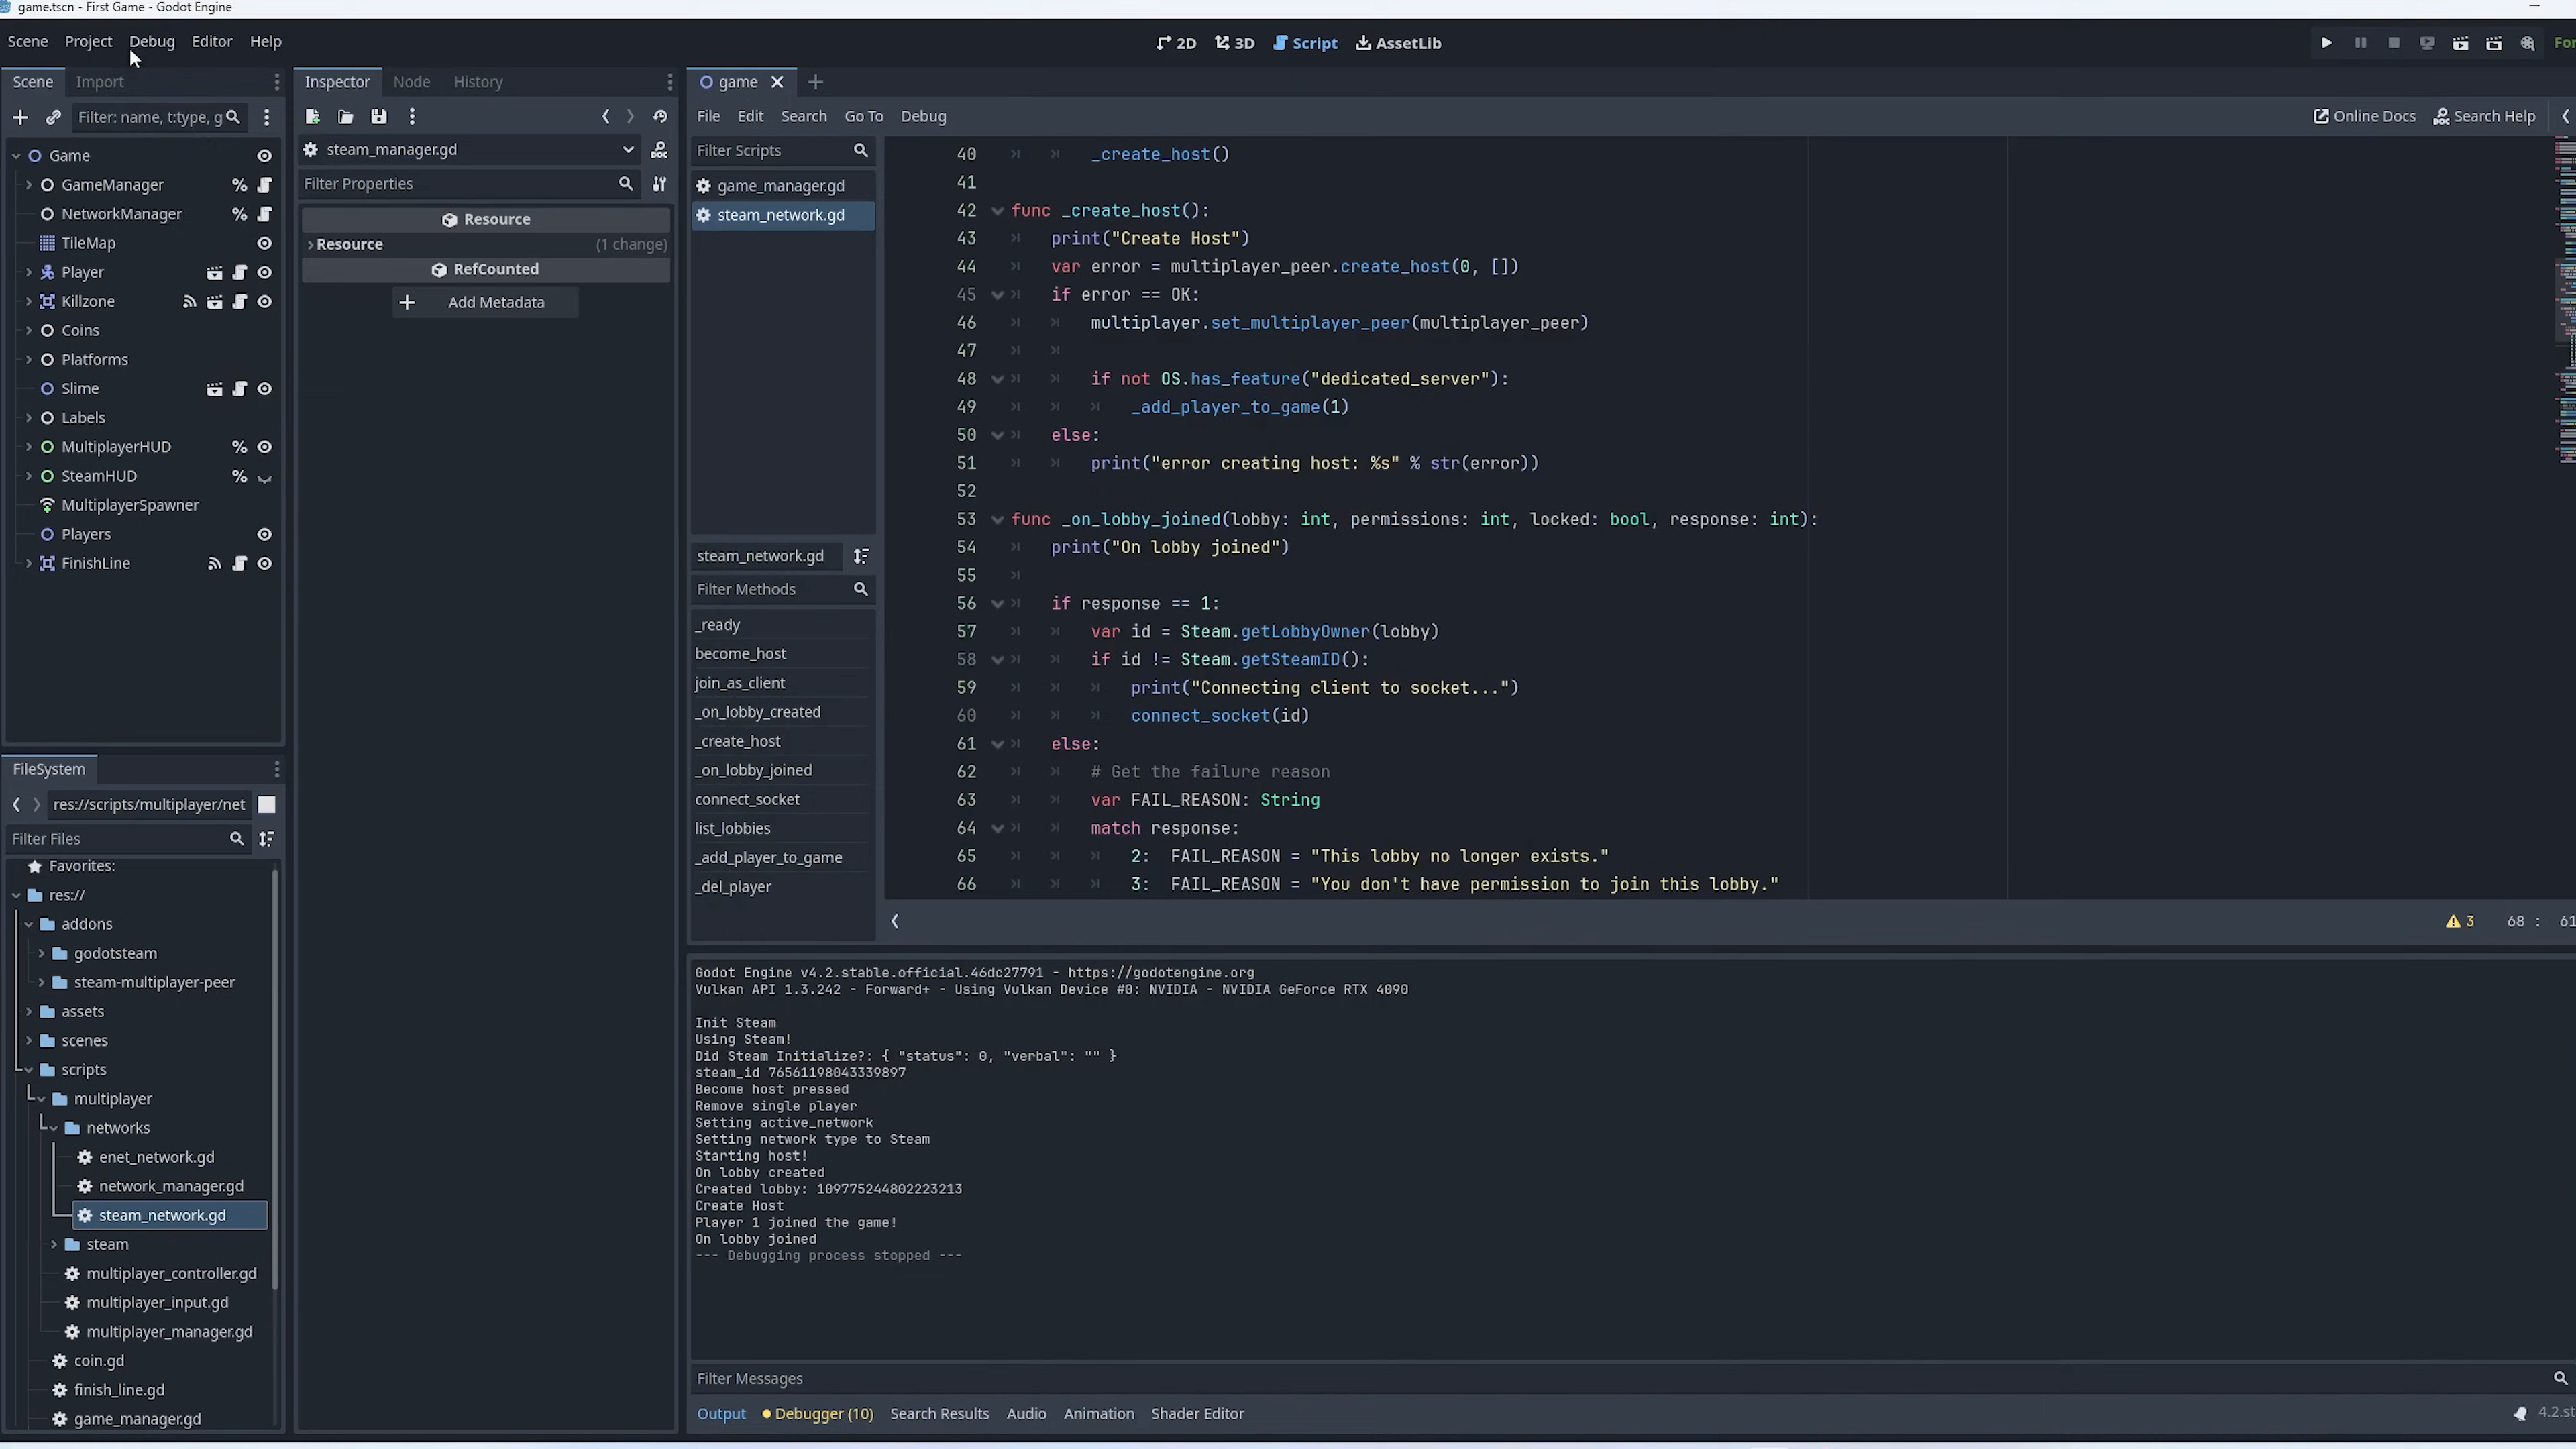 game.tscn - First Game - Godot Engine
Scene Project Debug Editor Help
2D 3D Script AssetLib
Scene Import
Filter: name, t:type, g
Game
GameManager %
NetworkManager %
TileMap
Player
Killzone
Coins
Platforms
Slime
Labels
MultiplayerHUD %
SteamHUD %
MultiplayerSpawner
Players
FinishLine
FileSystem
res://scripts/multiplayer/net
Filter Files
Favorites:
res://
addons
godotsteam
steam-multiplayer-peer
assets
scenes
scripts
multiplayer
networks
enet_network.gd
network_manager.gd
steam_network.gd
steam
multiplayer_controller.gd
multiplayer_input.gd
multiplayer_manager.gd
coin.gd
finish_line.gd
game_manager.gd
Inspector Node History
steam_manager.gd
Filter Properties
Resource
Resource (1 change)
RefCounted
Add Metadata
game
File Edit Search Go To Debug
Online Docs Search Help
Filter Scripts
game_manager.gd
steam_network.gd
steam_network.gd
Filter Methods
_ready
become_host
join_as_client
_on_lobby_created
_create_host
_on_lobby_joined
connect_socket
list_lobbies
_add_player_to_game
_del_player
40 _create_host()
41
42 func _create_host():
43 print("Create Host")
44 var error = multiplayer_peer.create_host(0, [])
45 if error == OK:
46 multiplayer.set_multiplayer_peer(multiplayer_peer)
47
48 if not OS.has_feature("dedicated_server"):
49 _add_player_to_game(1)
50 else:
51 print("error creating host: %s" % str(error))
52
53 func _on_lobby_joined(lobby: int, permissions: int, locked: bool, response: int):
54 print("On lobby joined")
55
56 if response == 1:
57 var id = Steam.getLobbyOwner(lobby)
58 if id != Steam.getSteamID():
59 print("Connecting client to socket...")
60 connect_socket(id)
61 else:
62 # Get the failure reason
63 var FAIL_REASON: String
64 match response:
65 2: FAIL_REASON = "This lobby no longer exists."
66 3: FAIL_REASON = "You don't have permission to join this lobby."
3 68 : 61
Godot Engine v4.2.stable.official.46dc27791 - https://godotengine.org
Vulkan API 1.3.242 - Forward+ - Using Vulkan Device #0: NVIDIA - NVIDIA GeForce RTX 4090
Init Steam
Using Steam!
Did Steam Initialize?: { "status": 0, "verbal": "" }
steam_id 76561198043339897
Become host pressed
Remove single player
Setting active_network
Setting network type to Steam
Starting host!
On lobby created
Created lobby: 109775244802223213
Create Host
Player 1 joined the game!
On lobby joined
--- Debugging process stopped ---
Filter Messages
Output Debugger (10) Search Results Audio Animation Shader Editor
4.2.st